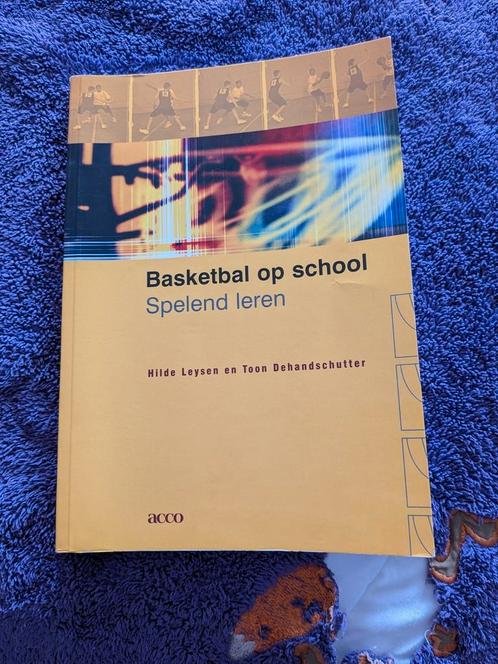 Basketbal op school
Spelend leren
Hilde Leysen en Toon Dehandschutter
acco